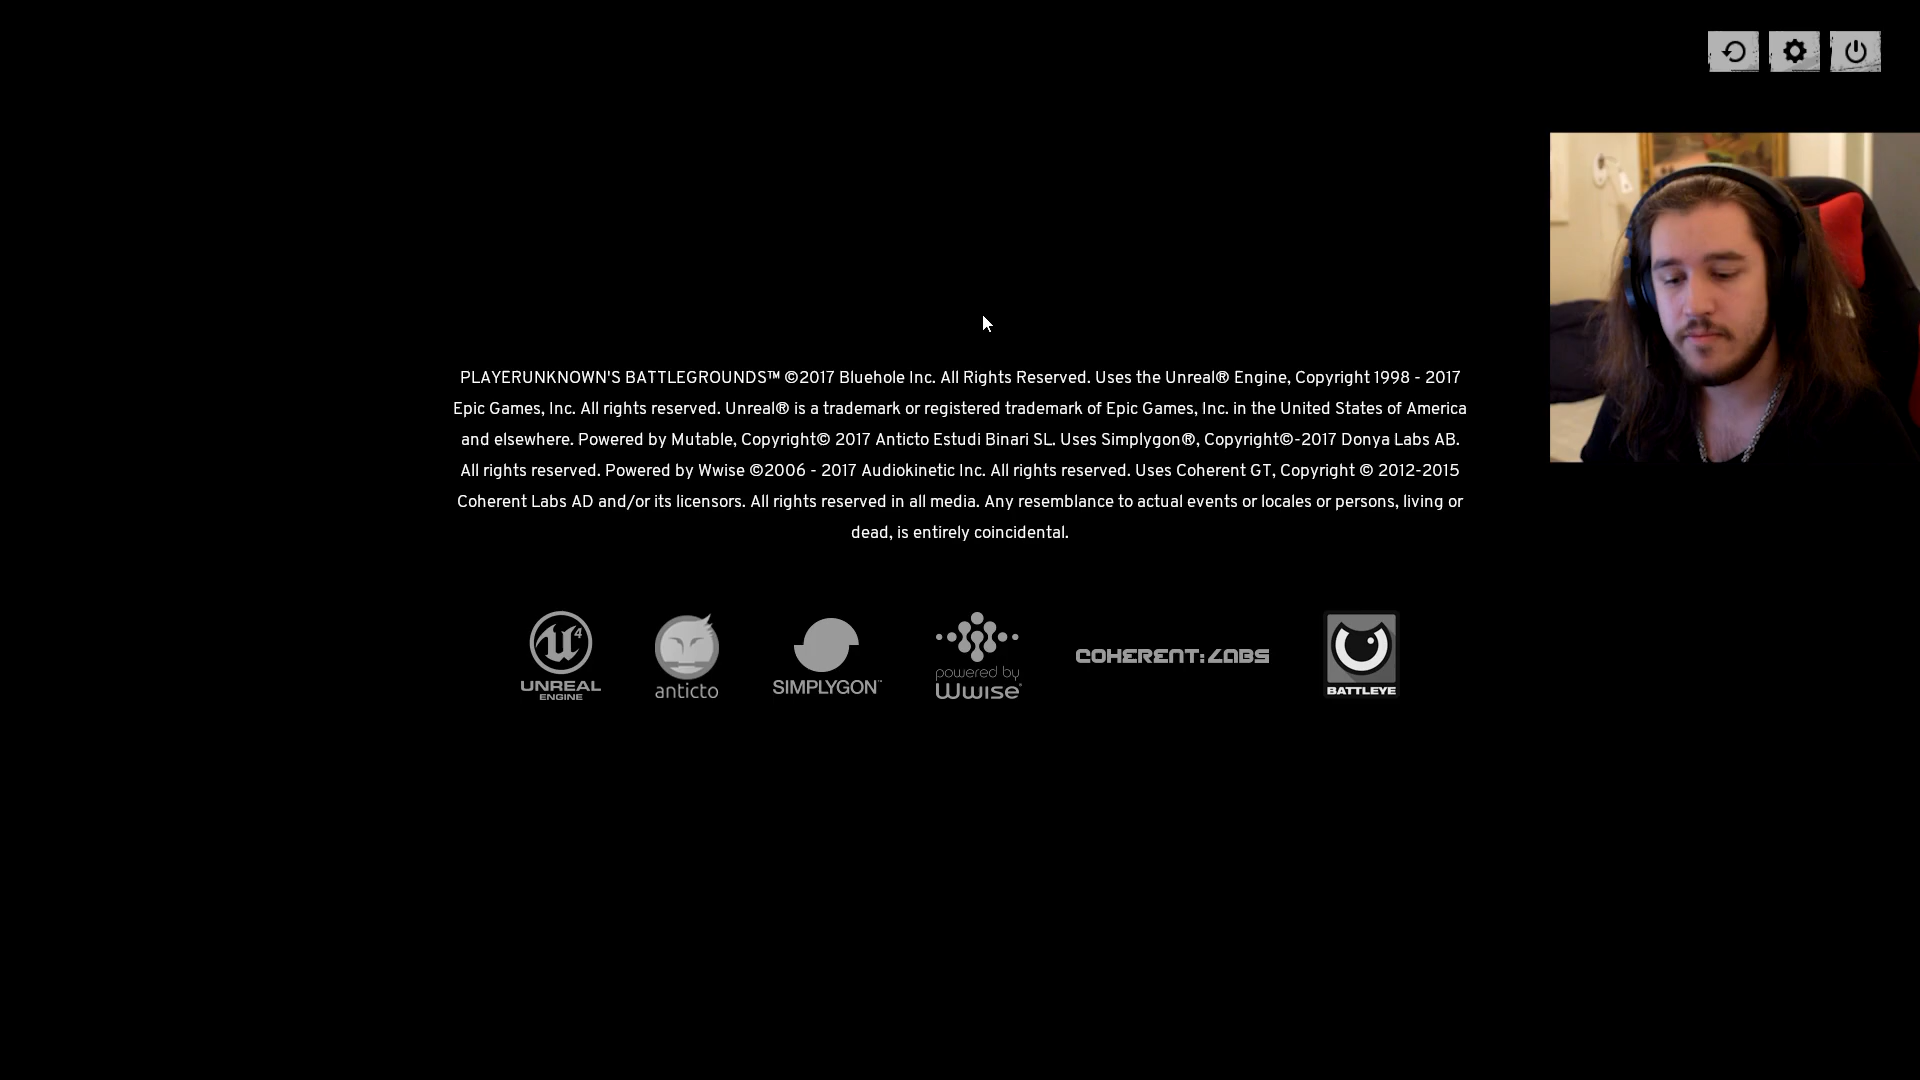 PLAYERUNKNOWN'S BATTLEGROUNDS™ ©2017 Bluehole Inc. All Rights Reserved. Uses the Unreal® Engine, Copyright 1998 - 2017
Epic Games, Inc. All rights reserved. Unreal® is a trademark or registered trademark of Epic Games, Inc. in the United States of America
and elsewhere. Powered by Mutable, Copyright© 2017 Anticto Estudi Binari SL. Uses Simplygon®, Copyright©-2017 Donya Labs AB.
All rights reserved. Powered by Wwise ©2006 - 2017 Audiokinetic Inc. All rights reserved. Uses Coherent GT, Copyright © 2012-2015
Coherent Labs AD and/or its licensors. All rights reserved in all media. Any resemblance to actual events or locales or persons, living or
dead, is entirely coincidental.
U4
UNREAL
ENGINE
anticto
SIMPLYGON™
powered by
Wwise®
COHERENT:LABS
BATTLEYE